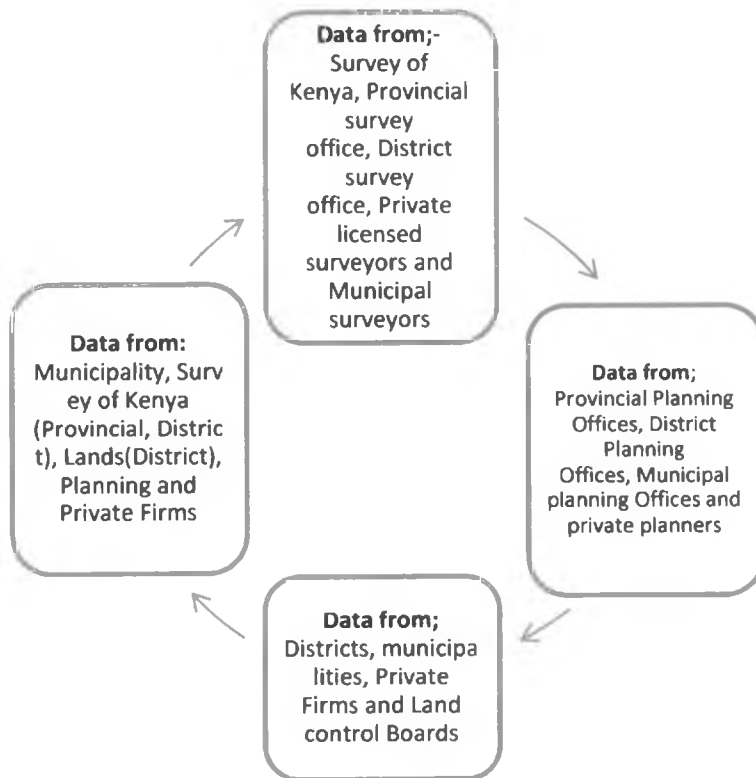 Data from;-
Survey of
Kenya, Provincial
survey
office, District
survey
office, Private
licensed
surveyors and
Municipal
surveyors
Data from;
Provincial Planning
Offices, District
Planning
Offices, Municipal
planning Offices and
private planners
Data from;
Districts, municipa
lities, Private
Firms and Land
control Boards
Data from:
Municipality, Surv
ey of Kenya
(Provincial, Distric
t), Lands(District),
Planning and
Private Firms